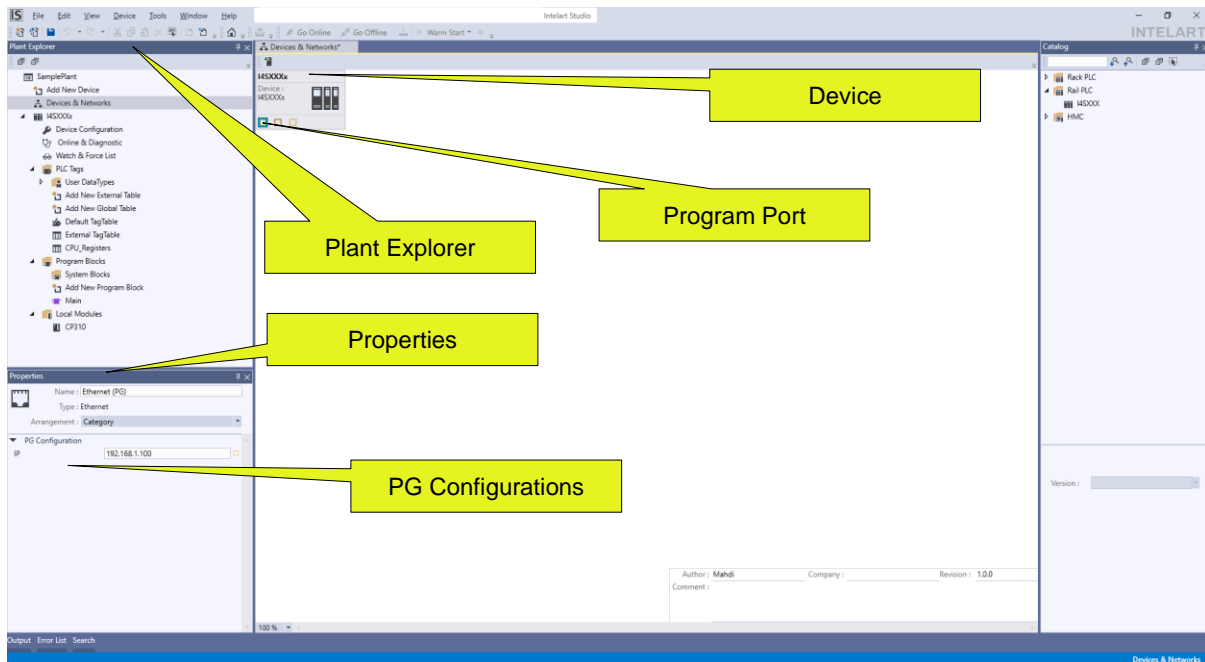 IS File Edit View Device Tools Window Help Intelart Studio
Go Online Go Offline Warm Start INTELART
Plant Explorer
SamplePlant
Add New Device
Devices & Networks
I4SXXXx
Device Configuration
Online & Diagnostic
Watch & Force List
PLC Tags
User DataTypes
Add New External Table
Add New Global Table
Default TagTable
External TagTable
CPU_Registers
Program Blocks
System Blocks
Add New Program Block
Main
Local Modules
CP310
Properties
Name : Ethernet (PG)
Type : Ethernet
Arrangement : Category
PG Configuration
IP 192.168.1.100
Devices & Networks*
I4SXXXx
Device :
I4SXXXx
Device
Program Port
Plant Explorer
Properties
PG Configurations
Author : Mahdi Company : Revision : 1.0.0
Comment :
100 %
Catalog
Rack PLC
Rail PLC
I4SXXX
HMC
Version :
Output Error List Search
Devices & Networks